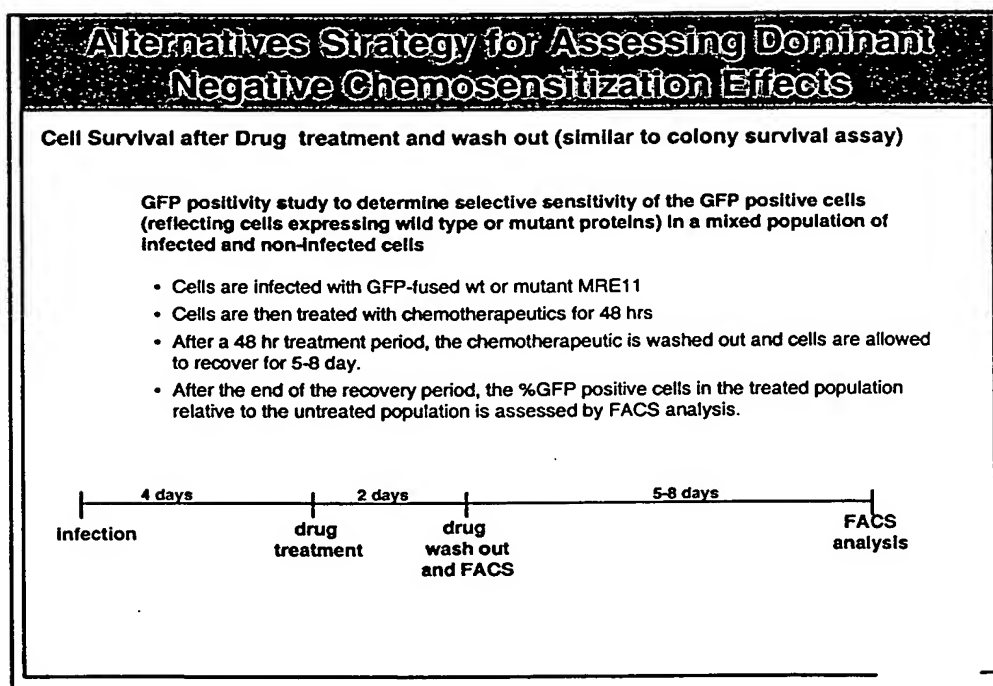 Alternatives Strategy for Assessing Dominant
Negative Chemosensitization Effects
Cell Survival after Drug treatment and wash out (similar to colony survival assay)
GFP positivity study to determine selective sensitivity of the GFP positive cells
(reflecting cells expressing wild type or mutant proteins) in a mixed population of
infected and non-infected cells
• Cells are infected with GFP-fused wt or mutant MRE11
• Cells are then treated with chemotherapeutics for 48 hrs
• After a 48 hr treatment period, the chemotherapeutic is washed out and cells are allowed
to recover for 5-8 day.
• After the end of the recovery period, the %GFP positive cells in the treated population
relative to the untreated population is assessed by FACS analysis.
4 days 2 days 5-8 days
Infection
drug
treatment
drug
wash out
and FACS
FACS
analysis